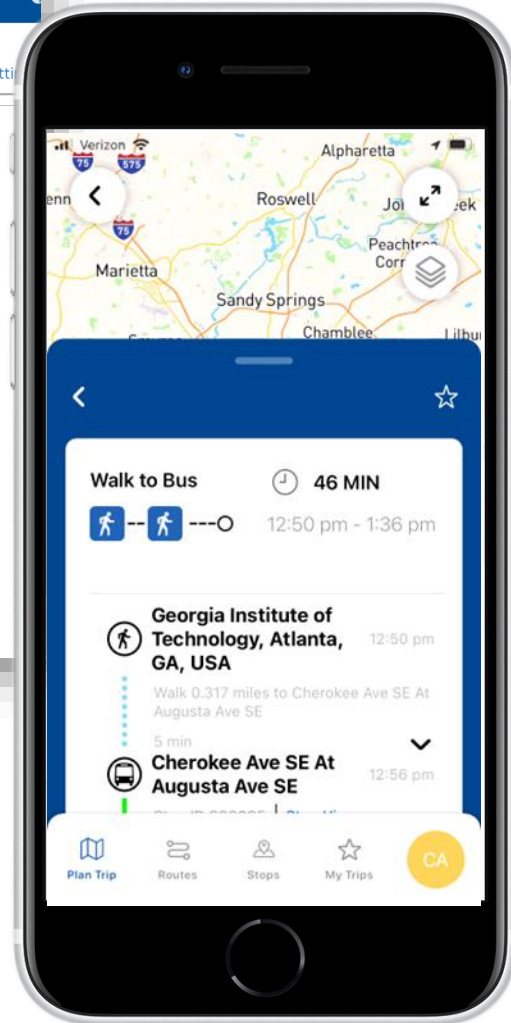 Verizon
75
575
Alpharetta
Roswell
75
Marietta
Sandy Springs
Chamblee
Walk to Bus
46 MIN
12:50 pm - 1:36 pm
Georgia Institute of
Technology, Atlanta,
GA, USA
12:50 pm
Walk 0.317 miles to Cherokee Ave SE At
Augusta Ave SE
5 min
Cherokee Ave SE At
Augusta Ave SE
12:56 pm
Plan Trip
Routes
Stops
My Trips
CA